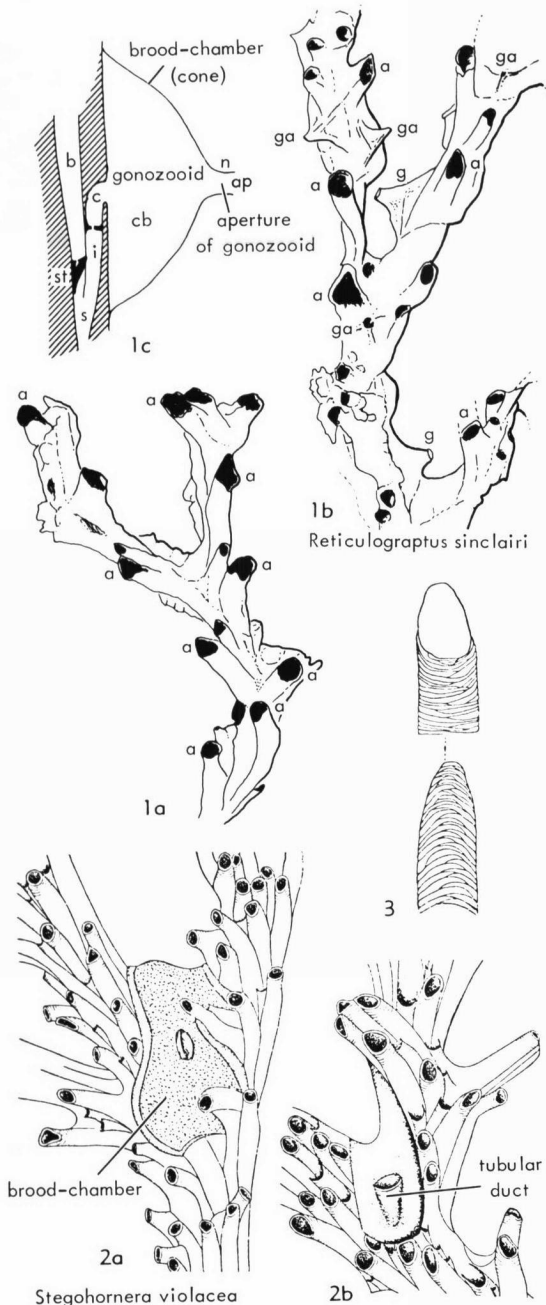 brood-chamber
(cone)
b
gonozooid
c
n
ap
cb
aperture
of gonozooid
i
st
s
1c
a
ga
ga
ga
a
g
a
a
ga
g
a
1b
Reticulograptus sinclairi
a
a
a
a
a
a
a
a
a
1a
3
brood-chamber
2a
tubular
duct
2b
Stegohornera violacea